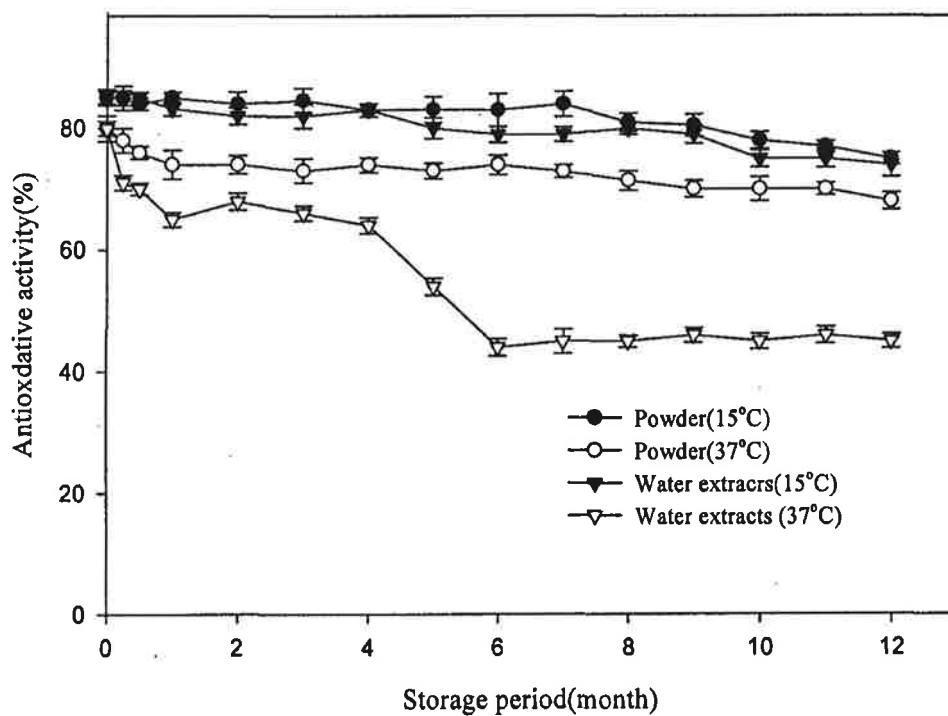 Antioxdative activity(%)
80
60
40
20
0
Powder(15°C)
Powder(37°C)
Water extracrs(15°C)
Water extracts (37°C)
0 2 4 6 8 10 12
Storage period(month)